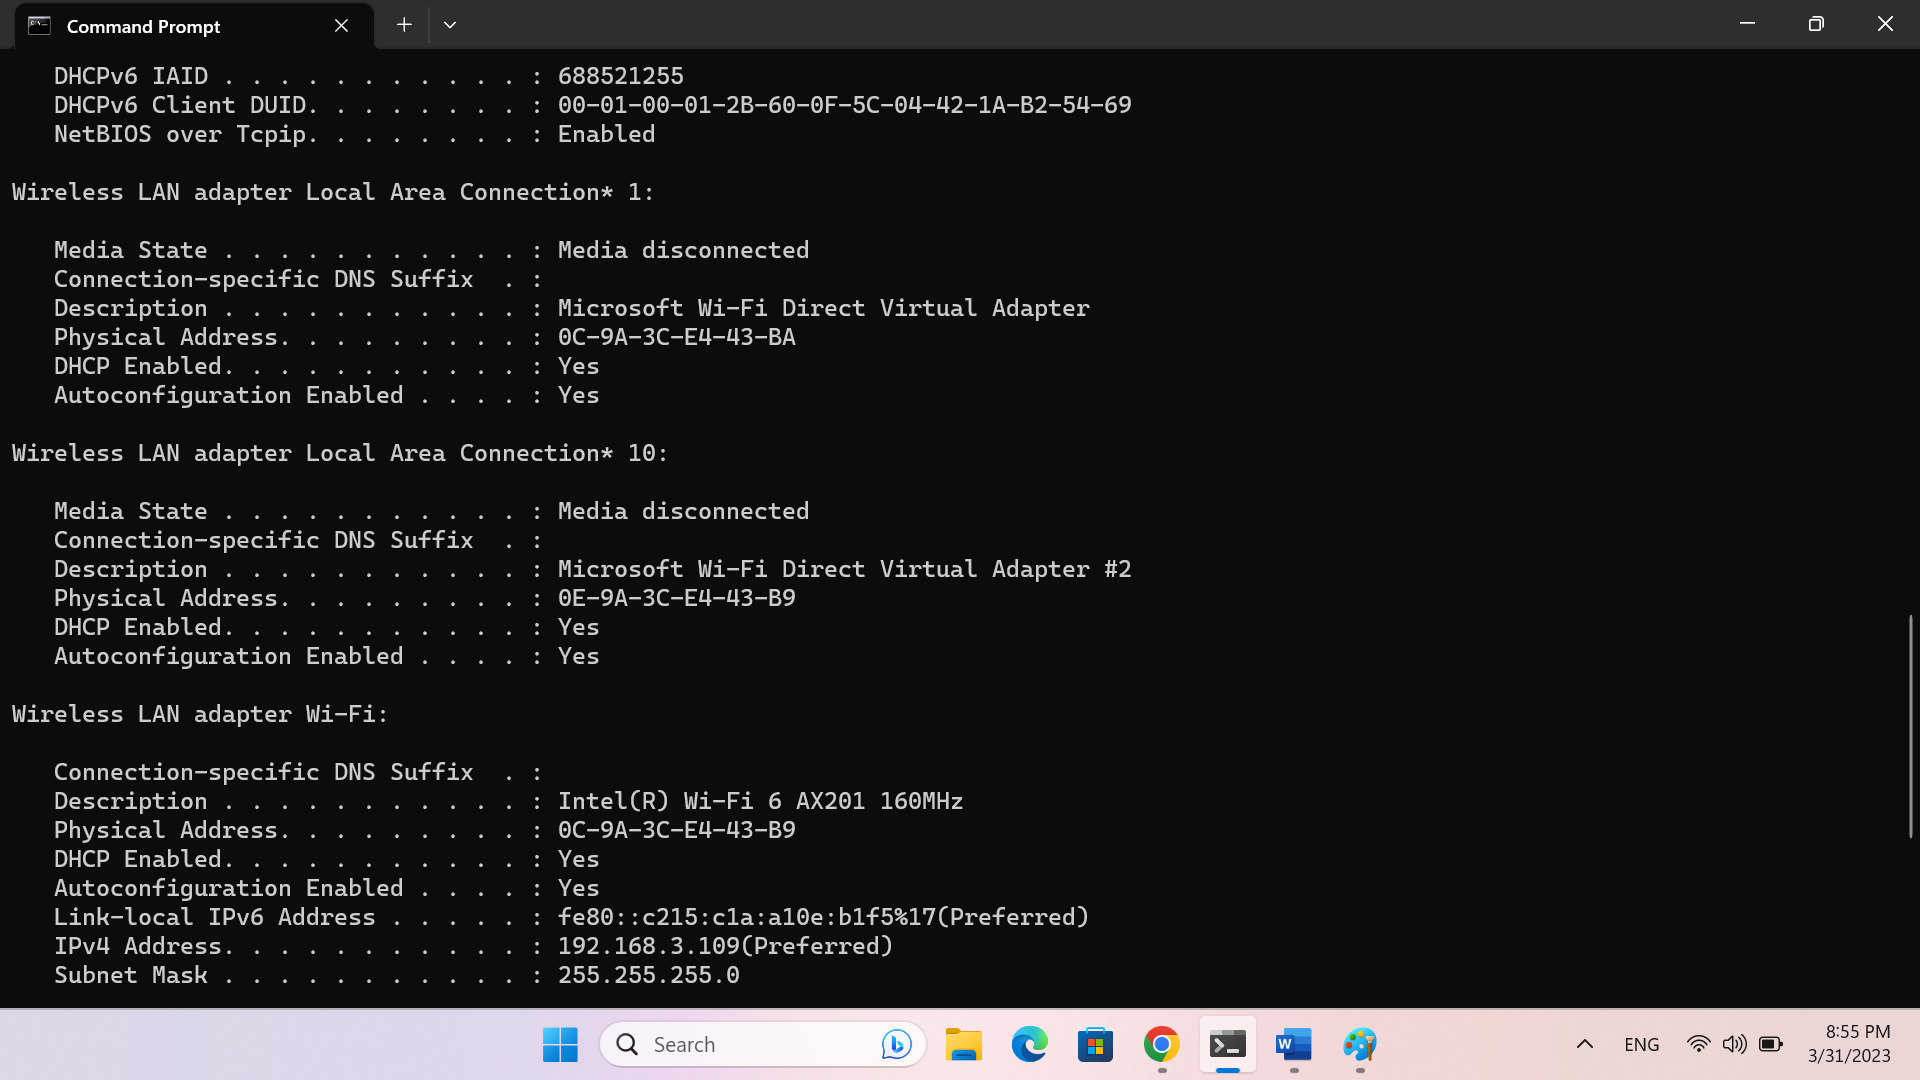 Command Prompt
   DHCPv6 IAID . . . . . . . . . . . : 688521255
   DHCPv6 Client DUID. . . . . . . . : 00-01-00-01-2B-60-0F-5C-04-42-1A-B2-54-69
   NetBIOS over Tcpip. . . . . . . . : Enabled
Wireless LAN adapter Local Area Connection* 1:
   Media State . . . . . . . . . . . : Media disconnected
   Connection-specific DNS Suffix  . :
   Description . . . . . . . . . . . : Microsoft Wi-Fi Direct Virtual Adapter
   Physical Address. . . . . . . . . : 0C-9A-3C-E4-43-BA
   DHCP Enabled. . . . . . . . . . . : Yes
   Autoconfiguration Enabled . . . . : Yes
Wireless LAN adapter Local Area Connection* 10:
   Media State . . . . . . . . . . . : Media disconnected
   Connection-specific DNS Suffix  . :
   Description . . . . . . . . . . . : Microsoft Wi-Fi Direct Virtual Adapter #2
   Physical Address. . . . . . . . . : 0E-9A-3C-E4-43-B9
   DHCP Enabled. . . . . . . . . . . : Yes
   Autoconfiguration Enabled . . . . : Yes
Wireless LAN adapter Wi-Fi:
   Connection-specific DNS Suffix  . :
   Description . . . . . . . . . . . : Intel(R) Wi-Fi 6 AX201 160MHz
   Physical Address. . . . . . . . . : 0C-9A-3C-E4-43-B9
   DHCP Enabled. . . . . . . . . . . : Yes
   Autoconfiguration Enabled . . . . : Yes
   Link-local IPv6 Address . . . . . : fe80::c215:c1a:a10e:b1f5%17(Preferred)
   IPv4 Address. . . . . . . . . . . : 192.168.3.109(Preferred)
   Subnet Mask . . . . . . . . . . . : 255.255.255.0
Search
ENG
8:55 PM
3/31/2023